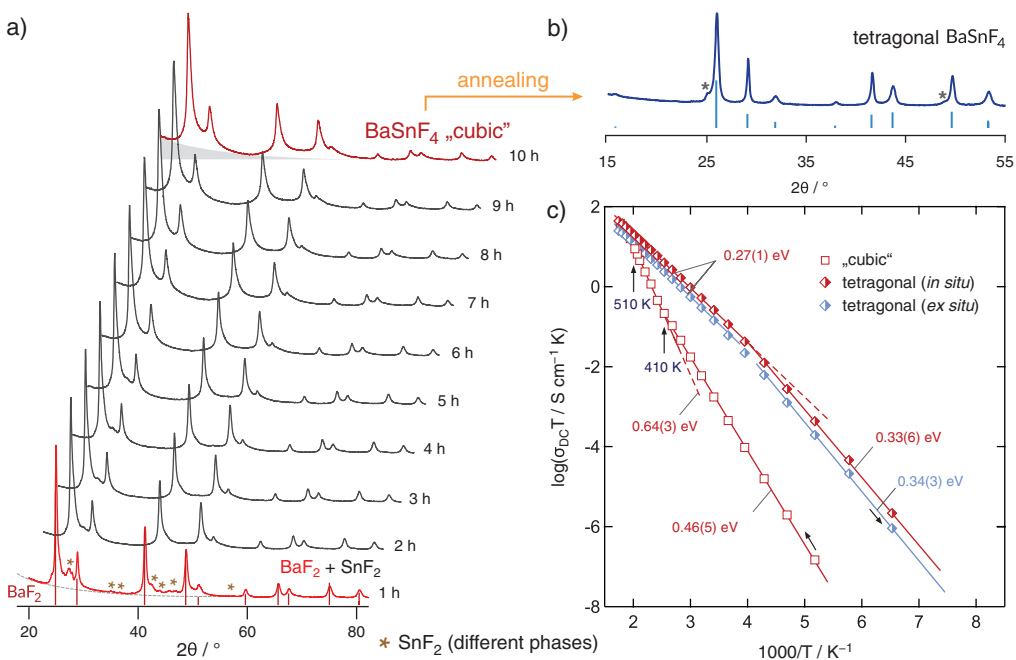 a)
BaSnF4 „cubic”
10 h
9 h
8 h
7 h
6 h
5 h
4 h
3 h
2 h
BaF2 + SnF2
1 h
BaF2
* * * * * * *
20 40 60 80
2θ / °
* SnF2 (different phases)
annealing
b)
tetragonal BaSnF4
* *
15 25 35 45 55
2θ / °
c)
2
0
-2
-4
-6
-8
log(σDCT / S cm−1 K)
0.27(1) eV
„cubic“
tetragonal (in situ)
tetragonal (ex situ)
510 K
410 K
0.64(3) eV
0.33(6) eV
0.34(3) eV
0.46(5) eV
2 3 4 5 6 7 8
1000/T / K−1